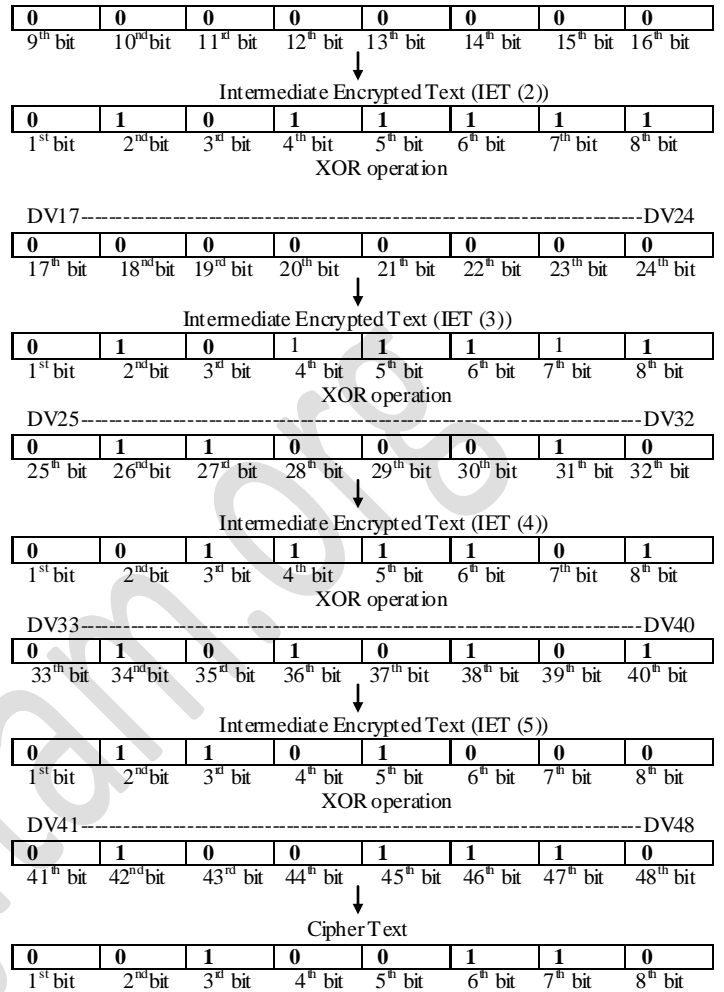 0 0 0 0 0 0 0 0
9th bit 10nd bit 11rd bit 12th bit 13th bit 14th bit 15th bit 16th bit
Intermediate Encrypted Text (IET (2))
0 1 0 1 1 1 1 1
1st bit 2nd bit 3rd bit 4th bit 5th bit 6th bit 7th bit 8th bit
XOR operation
DV17--------------------------------------------------------------------------------DV24
0 0 0 0 0 0 0 0
17th bit 18nd bit 19rd bit 20th bit 21th bit 22th bit 23th bit 24th bit
Intermediate Encrypted Text (IET (3))
0 1 0 1 1 1 1 1
1st bit 2nd bit 3rd bit 4th bit 5th bit 6th bit 7th bit 8th bit
XOR operation
DV25--------------------------------------------------------------------------------DV32
0 1 1 0 0 0 1 0
25th bit 26nd bit 27rd bit 28th bit 29th bit 30th bit 31th bit 32th bit
Intermediate Encrypted Text (IET (4))
0 0 1 1 1 1 0 1
1st bit 2nd bit 3rd bit 4th bit 5th bit 6th bit 7th bit 8th bit
XOR operation
DV33--------------------------------------------------------------------------------DV40
0 1 0 1 0 1 0 1
33th bit 34nd bit 35rd bit 36th bit 37th bit 38th bit 39th bit 40th bit
Intermediate Encrypted Text (IET (5))
0 1 1 0 1 0 0 0
1st bit 2nd bit 3rd bit 4th bit 5th bit 6th bit 7th bit 8th bit
XOR operation
DV41--------------------------------------------------------------------------------DV48
0 1 0 0 1 1 1 0
41th bit 42nd bit 43rd bit 44th bit 45th bit 46th bit 47th bit 48th bit
Cipher Text
0 0 1 0 0 1 1 0
1st bit 2nd bit 3rd bit 4th bit 5th bit 6th bit 7th bit 8th bit